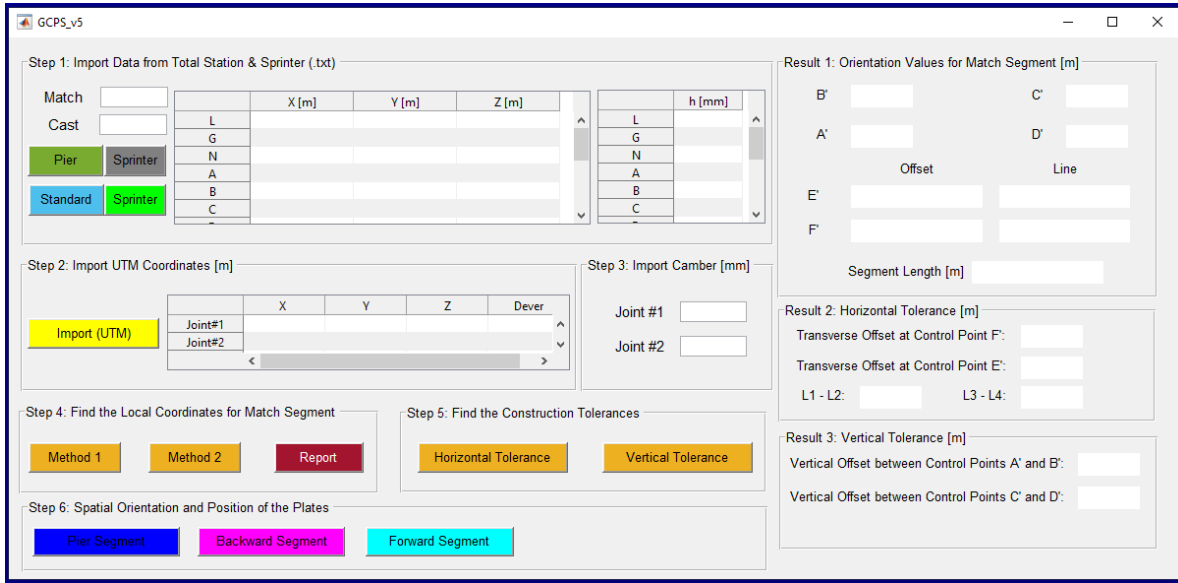 GCPS_v5
Step 1: Import Data from Total Station & Sprinter (.txt)
Match
Cast
Pier Sprinter
Standard Sprinter
X [m] Y [m] Z [m]
L
G
N
A
B
C
h [mm]
L
G
N
A
B
C
Step 2: Import UTM Coordinates [m]
Import (UTM)
X Y Z Dever
Joint#1
Joint#2
Step 3: Import Camber [mm]
Joint #1
Joint #2
Step 4: Find the Local Coordinates for Match Segment
Method 1 Method 2 Report
Step 5: Find the Construction Tolerances
Horizontal Tolerance Vertical Tolerance
Step 6: Spatial Orientation and Position of the Plates
Pier Segment Backward Segment Forward Segment
Result 1: Orientation Values for Match Segment [m]
B' C'
A' D'
Offset Line
E'
F'
Segment Length [m]
Result 2: Horizontal Tolerance [m]
Transverse Offset at Control Point F':
Transverse Offset at Control Point E':
L1 - L2: L3 - L4:
Result 3: Vertical Tolerance [m]
Vertical Offset between Control Points A' and B':
Vertical Offset between Control Points C' and D':